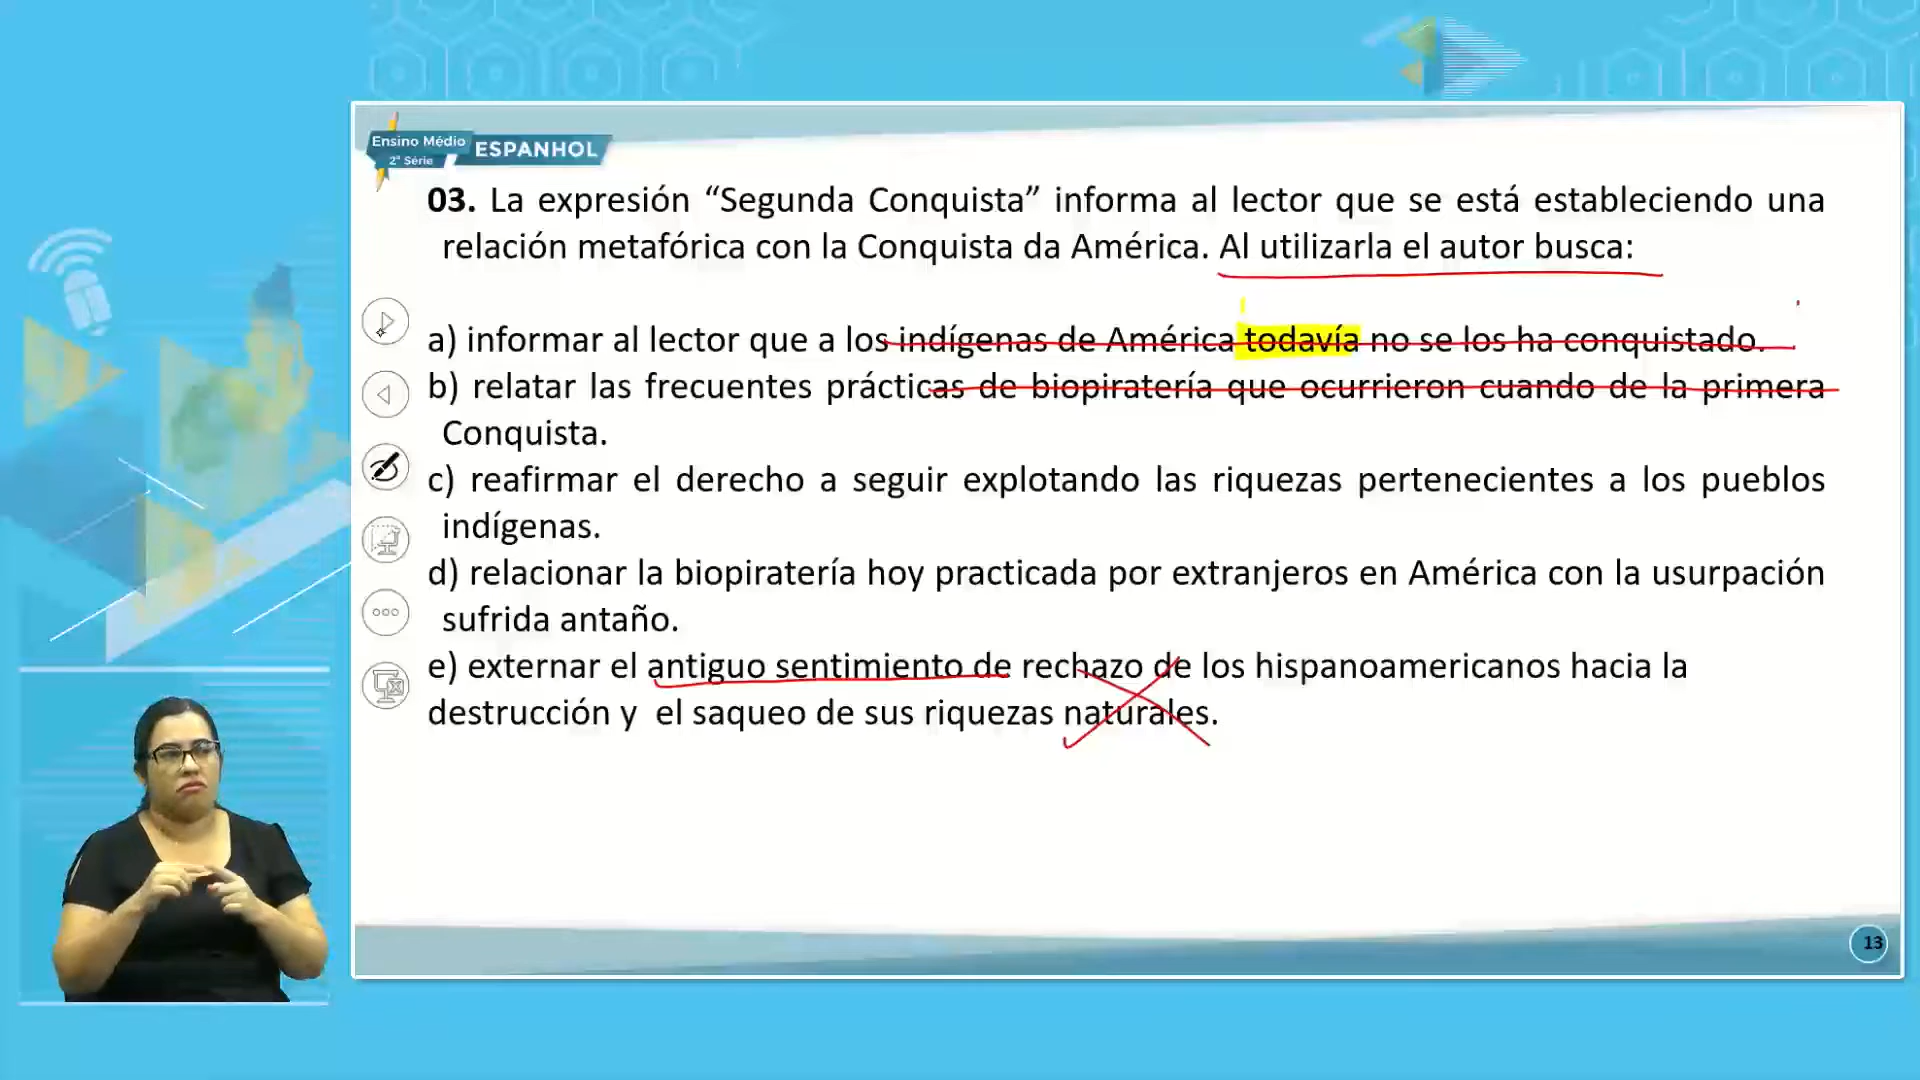 Ensino Médio
2ª Série
ESPANHOL
03. La expresión “Segunda Conquista” informa al lector que se está estableciendo una
relación metafórica con la Conquista da América. Al utilizarla el autor busca:
a) informar al lector que a los indígenas de América todavía no se los ha conquistado.
b) relatar las frecuentes prácticas de biopiratería que ocurrieron cuando de la primera
Conquista.
c) reafirmar el derecho a seguir explotando las riquezas pertenecientes a los pueblos
indígenas.
d) relacionar la biopiratería hoy practicada por extranjeros en América con la usurpación
sufrida antaño.
e) externar el antiguo sentimiento de rechazo de los hispanoamericanos hacia la
destrucción y el saqueo de sus riquezas naturales.
13